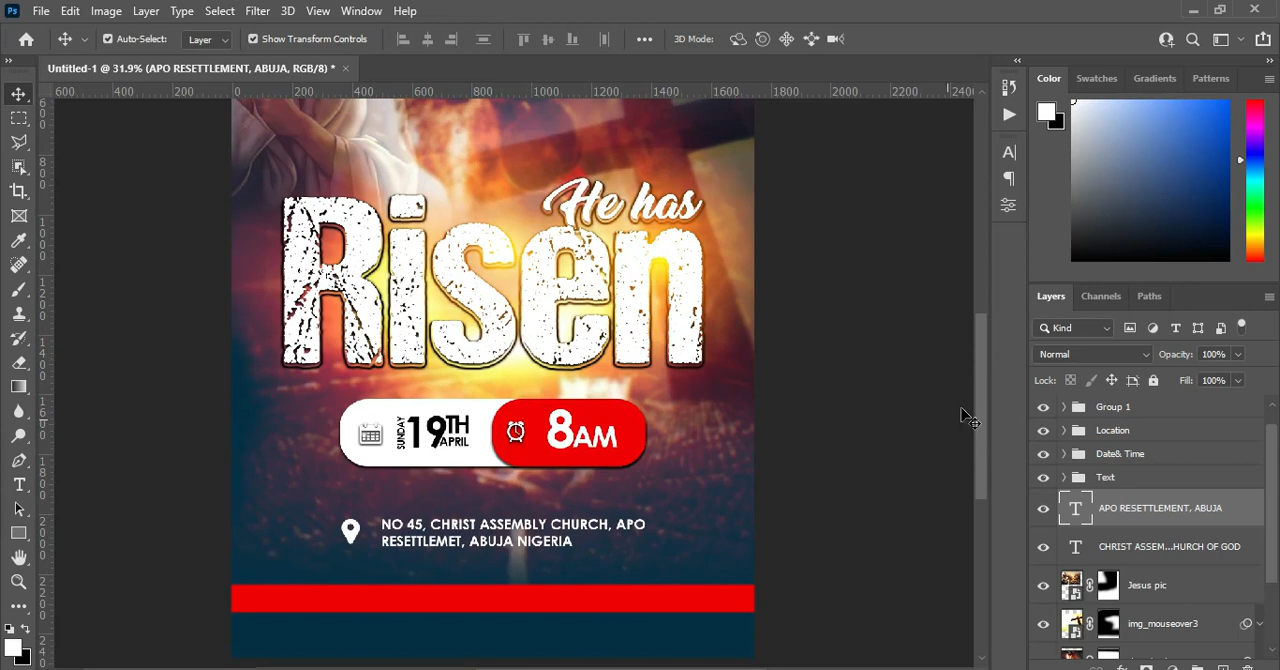 Ps File Edit Image Layer Type Select Filter 3D View Window Help
Auto-Select: Layer Show Transform Controls 3D Mode:
Untitled-1 @ 31.9% (APO RESETTLEMENT, ABUJA, RGB/8) *
600 400 200 0 200 400 600 800 1000 1200 1400 1600 1800 2000 2200 2400
Color Swatches Gradients Patterns
He has
Risen
SUNDAY 19TH APRIL 8AM
NO 45, CHRIST ASSEMBLY CHURCH, APO
RESETTLEMET, ABUJA NIGERIA
Layers Channels Paths
Kind
Normal Opacity: 100%
Lock: Fill: 100%
Group 1
Location
Date& Time
Text
APO RESETTLEMENT, ABUJA
CHRIST ASSEM...HURCH OF GOD
Jesus pic
img_mouseover3